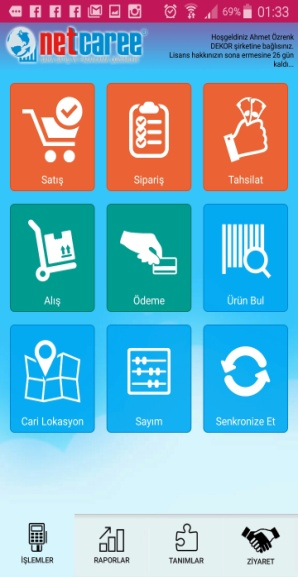 69% 01:33
netcaree
Hoşgeldiniz Ahmet Özrenk
DEKOR şirketine bağlısınız.
Lisans hakkınızın sona ermesine 26 gün
kaldı...
Satış
Sipariş
Tahsilat
Alış
Ödeme
Ürün Bul
Cari Lokasyon
Sayım
Senkronize Et
İŞLEMLER
RAPORLAR
TANIMLAR
ZİYARET